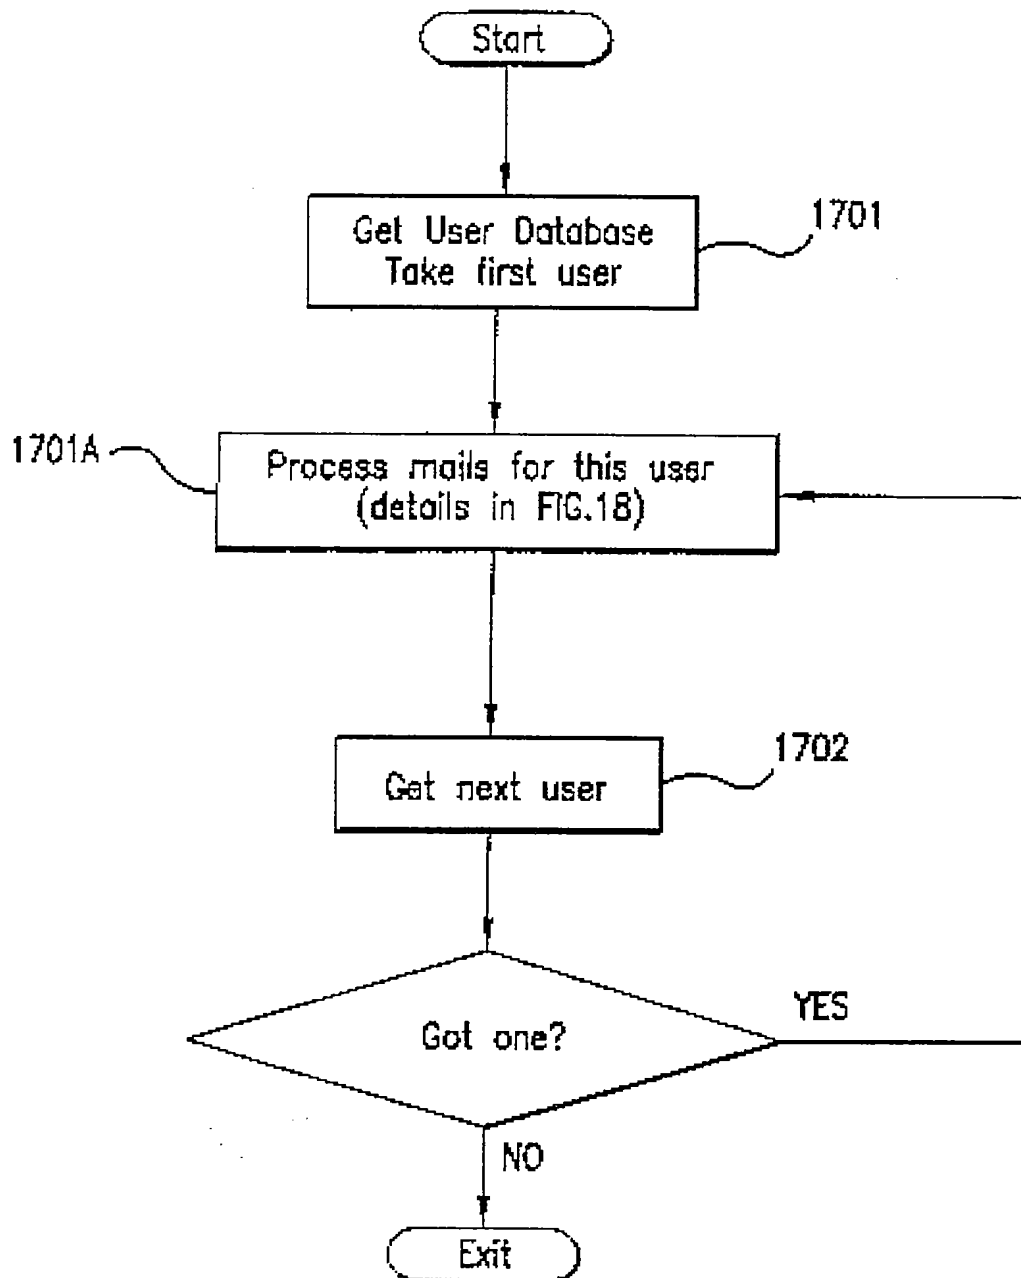 Start
Get User Database
Take first user
1701
1701A
Process mails for this user
(details in FIG.18)
Get next user
1702
Got one?
YES
NO
Exit